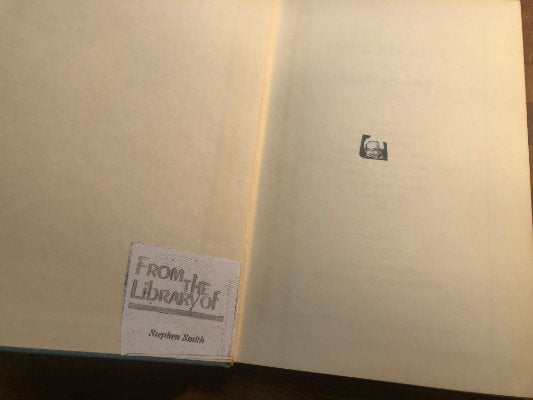 FROM
THE
LIBRARY of
Stephen Smith